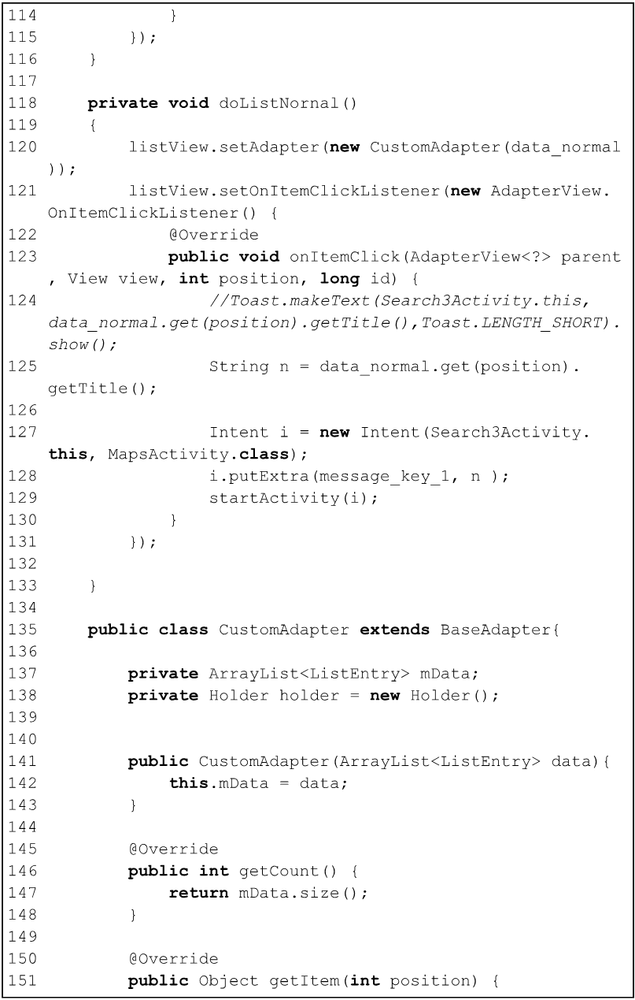 114             }
115         });
116     }
117
118     private void doListNornal()
119     {
120         listView.setAdapter(new CustomAdapter(data_normal
    ));
121         listView.setOnItemClickListener(new AdapterView.
    OnItemClickListener() {
122             @Override
123             public void onItemClick(AdapterView<?> parent
    , View view, int position, long id) {
124                 //Toast.makeText(Search3Activity.this,
    data_normal.get(position).getTitle(),Toast.LENGTH_SHORT).
    show();
125                 String n = data_normal.get(position).
    getTitle();
126
127                 Intent i = new Intent(Search3Activity.
    this, MapsActivity.class);
128                 i.putExtra(message_key_1, n );
129                 startActivity(i);
130             }
131         });
132
133     }
134
135     public class CustomAdapter extends BaseAdapter{
136
137         private ArrayList<ListEntry> mData;
138         private Holder holder = new Holder();
139
140
141         public CustomAdapter(ArrayList<ListEntry> data){
142             this.mData = data;
143         }
144
145         @Override
146         public int getCount() {
147             return mData.size();
148         }
149
150         @Override
151         public Object getItem(int position) {